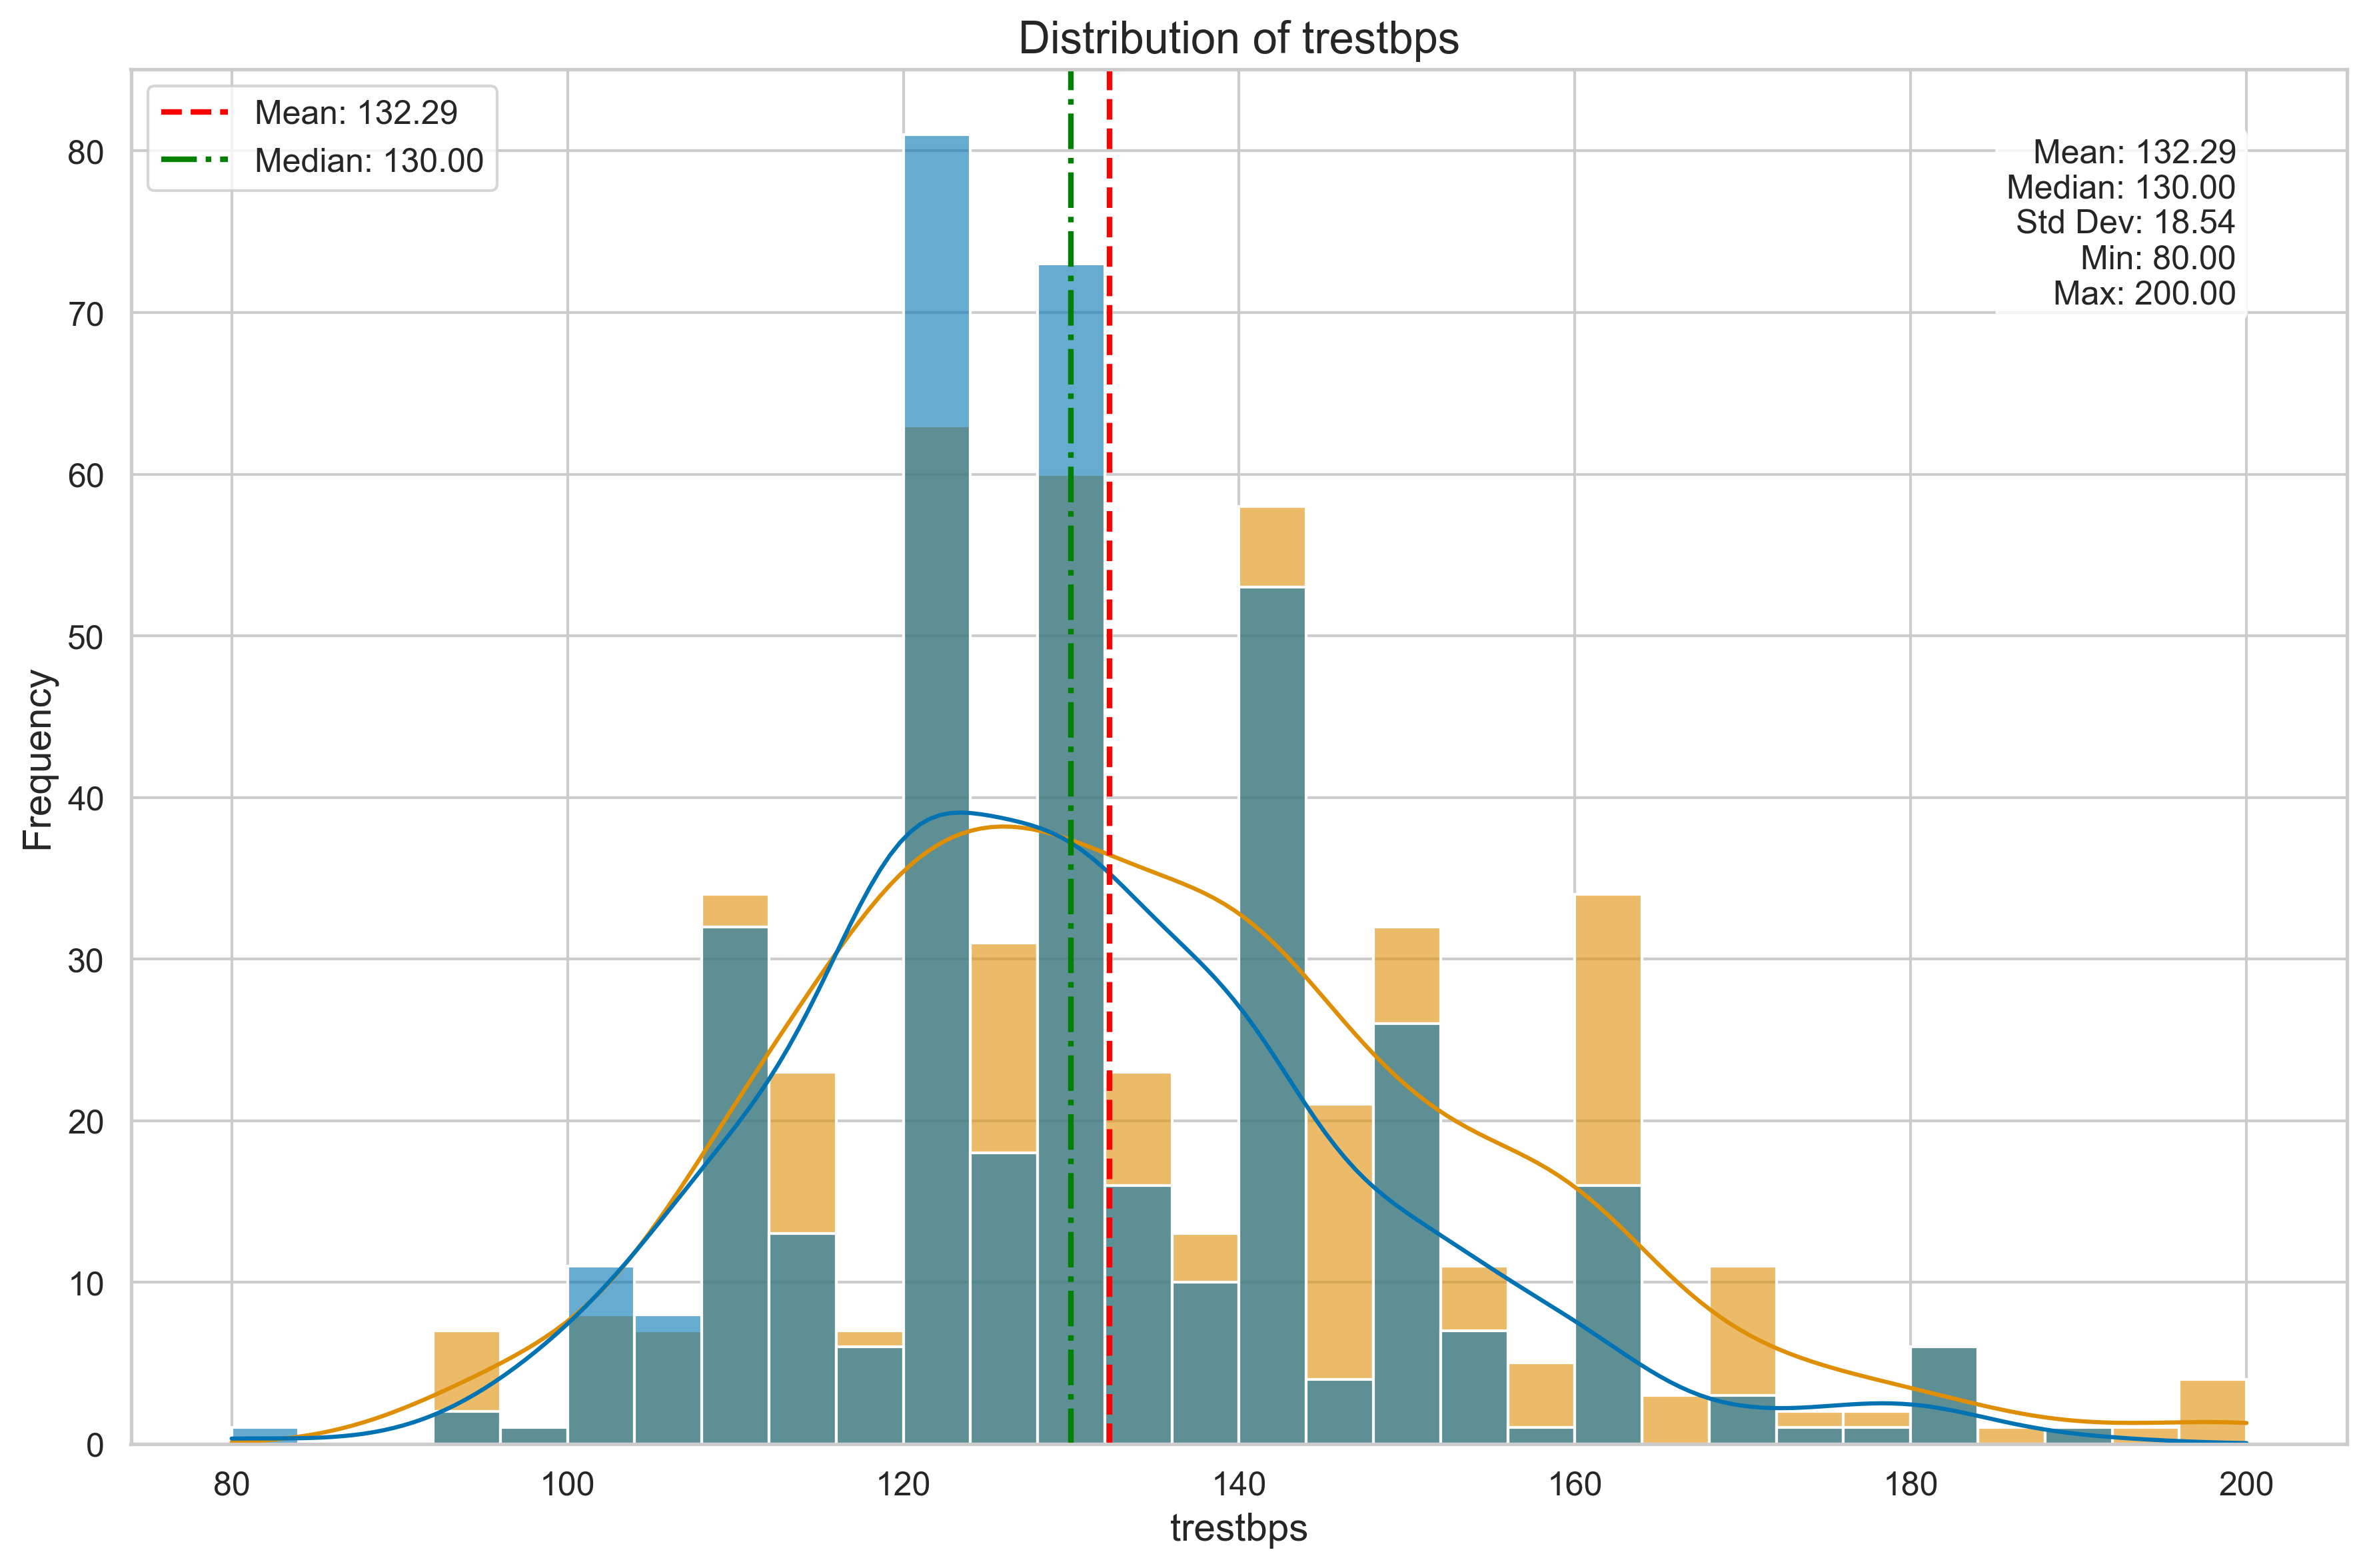 Distribution of trestbps
Mean: 132.29
Median: 130.00
Mean: 132.29
Median: 130.00
Std Dev: 18.54
Min: 80.00
Max: 200.00
Frequency
80
70
60
50
40
30
20
10
0
80 100 120 140 160 180 200
trestbps